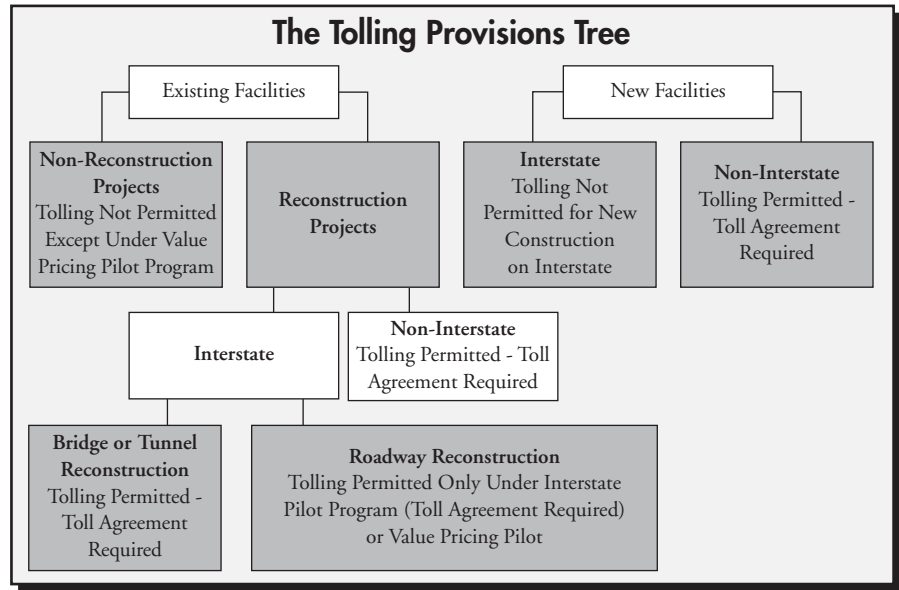 The Tolling Provisions Tree
Existing Facilities
New Facilities
Non-Reconstruction
Projects
Tolling Not Permitted
Except Under Value
Pricing Pilot Program
Reconstruction
Projects
Interstate
Tolling Not
Permitted for New
Construction
on Interstate
Non-Interstate
Tolling Permitted -
Toll Agreement
Required
Interstate
Non-Interstate
Tolling Permitted - Toll
Agreement Required
Bridge or Tunnel
Reconstruction
Tolling Permitted -
Toll Agreement
Required
Roadway Reconstruction
Tolling Permitted Only Under Interstate
Pilot Program (Toll Agreement Required)
or Value Pricing Pilot